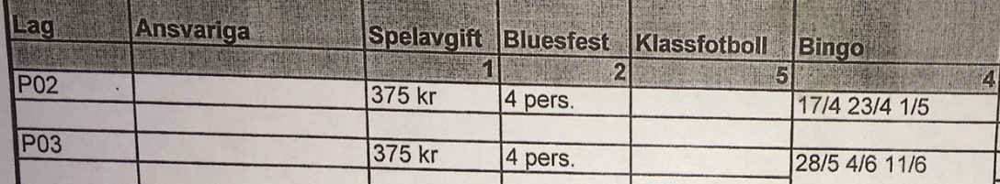 Lag Ansvariga Spelavgift Bluesfest Klassfotboll Bingo
1 2 5 4
P02 375 kr 4 pers. 17/4 23/4 1/5
P03 375 kr 4 pers. 28/5 4/6 11/6